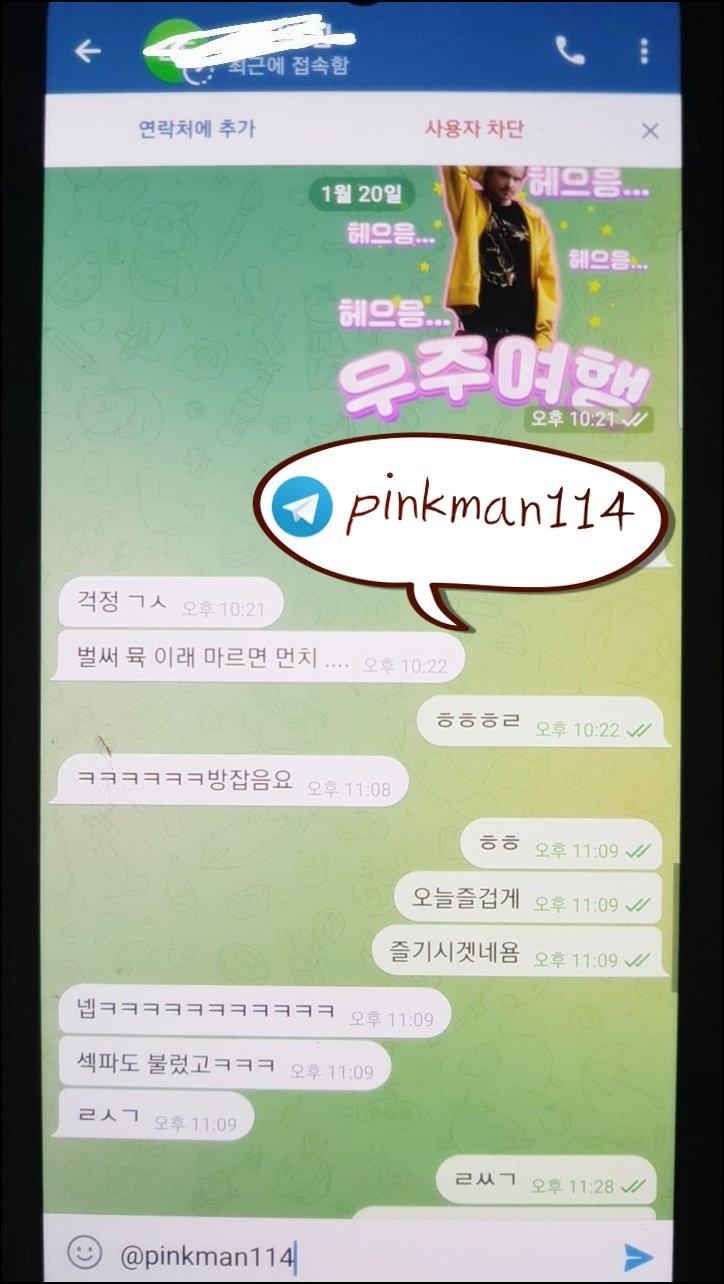 최근에 접속함
연락처에 추가
사용자 차단
1월 20일
헤으응...
헤으응...
헤으응...
헤으응...
우주여행
오후 10:21
pinkman114
걱정 ㄱㅅ 오후 10:21
벌써 뮥 이래 마르면 먼치 .... 오후 10:22
ㅎㅎㅎㄹ 오후 10:22
ㅋㅋㅋㅋㅋㅋ방잡음요 오후 11:08
ㅎㅎ 오후 11:09
오늘즐겁게 오후 11:09
즐기시겟네욤 오후 11:09
넵ㅋㅋㅋㅋㅋㅋㅋㅋㅋㅋㅋ 오후 11:09
섹파도 불렀고ㅋㅋㅋ 오후 11:09
ㄹㅅㄱ 오후 11:09
ㄹㅆㄱ 오후 11:28
@pinkman114